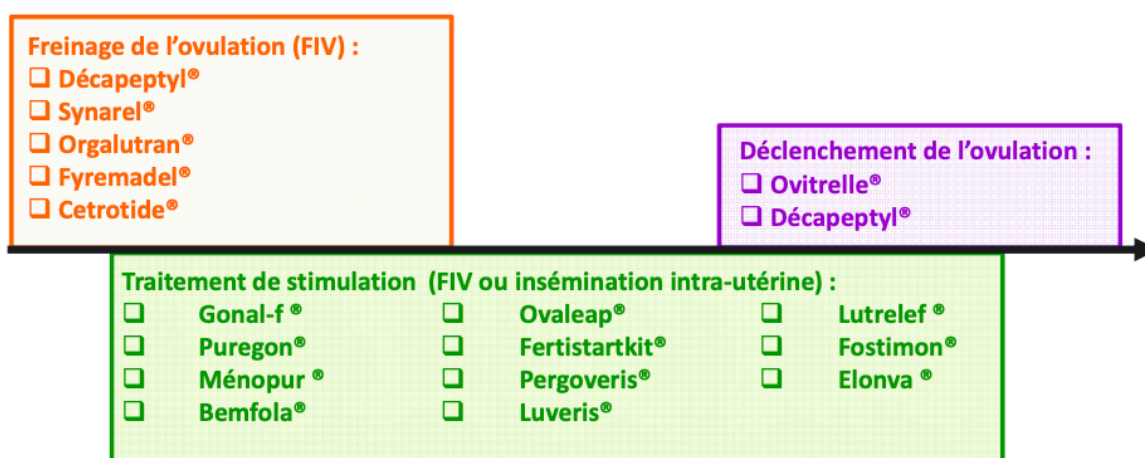 Freinage de l’ovulation (FIV) :
❑ Décapeptyl®
❑ Synarel®
❑ Orgalutran®
❑ Fyremadel®
❑ Cetrotide®
Déclenchement de l’ovulation :
❑ Ovitrelle®
❑ Décapeptyl®
Traitement de stimulation (FIV ou insémination intra-utérine) :
❑ Gonal-f ® ❑ Ovaleap® ❑ Lutrelef ®
❑ Puregon® ❑ Fertistartkit® ❑ Fostimon®
❑ Ménopur ® ❑ Pergoveris® ❑ Elonva ®
❑ Bemfola® ❑ Luveris®